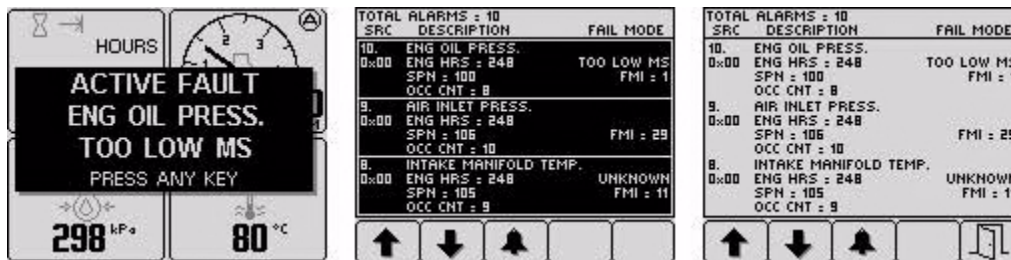 HOURS
1 2 3
ACTIVE FAULT
ENG OIL PRESS.
TOO LOW MS
PRESS ANY KEY
298 kPa
80 °C
TOTAL ALARMS : 10
SRC DESCRIPTION FAIL MODE
10. ENG OIL PRESS.
0x00 ENG HRS : 248 TOO LOW MS
SPN : 100 FMI : 1
OCC CNT : 8
9. AIR INLET PRESS.
0x00 ENG HRS : 248
SPN : 106 FMI : 29
OCC CNT : 10
8. INTAKE MANIFOLD TEMP.
0x00 ENG HRS : 248 UNKNOWN
SPN : 105 FMI : 11
OCC CNT : 9
TOTAL ALARMS : 10
SRC DESCRIPTION FAIL MODE
10. ENG OIL PRESS.
0x00 ENG HRS : 248 TOO LOW MS
SPN : 100 FMI :
OCC CNT : 8
9. AIR INLET PRESS.
0x00 ENG HRS : 248
SPN : 106 FMI : 29
OCC CNT : 10
8. INTAKE MANIFOLD TEMP.
0x00 ENG HRS : 248 UNKNOWN
SPN : 105 FMI : 11
OCC CNT : 9